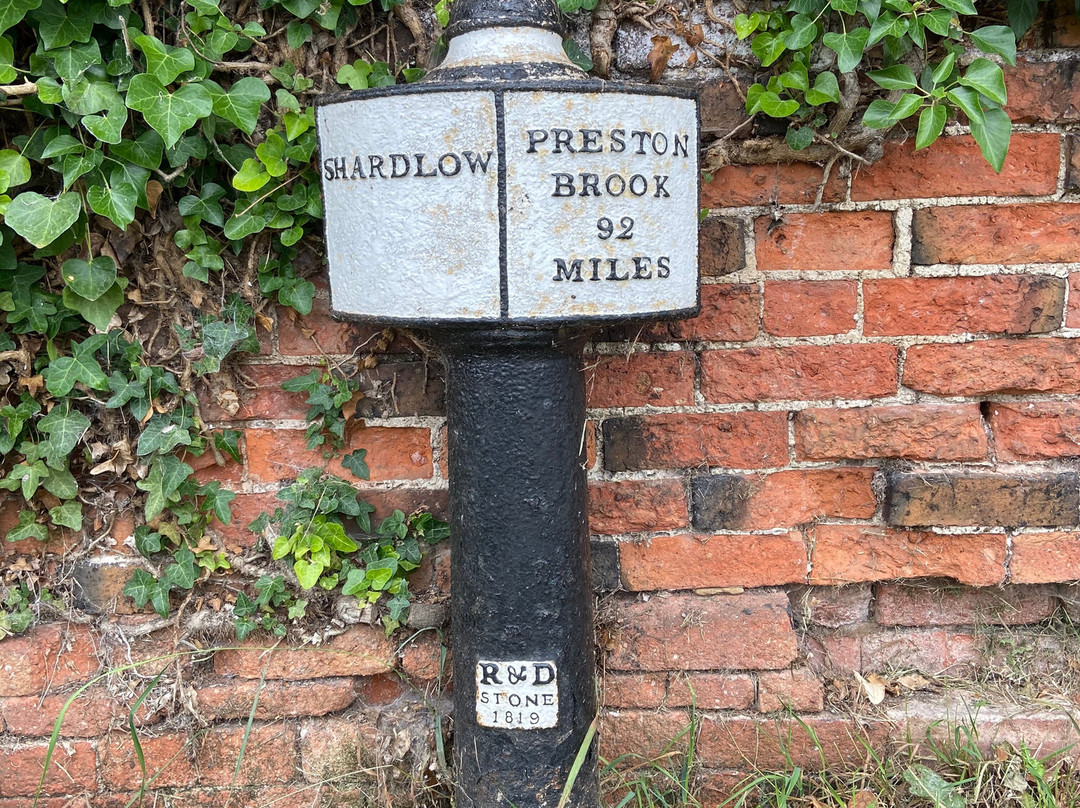 SHARDLOW
PRESTON
BROOK
92
MILES
R&D
STONE
1819